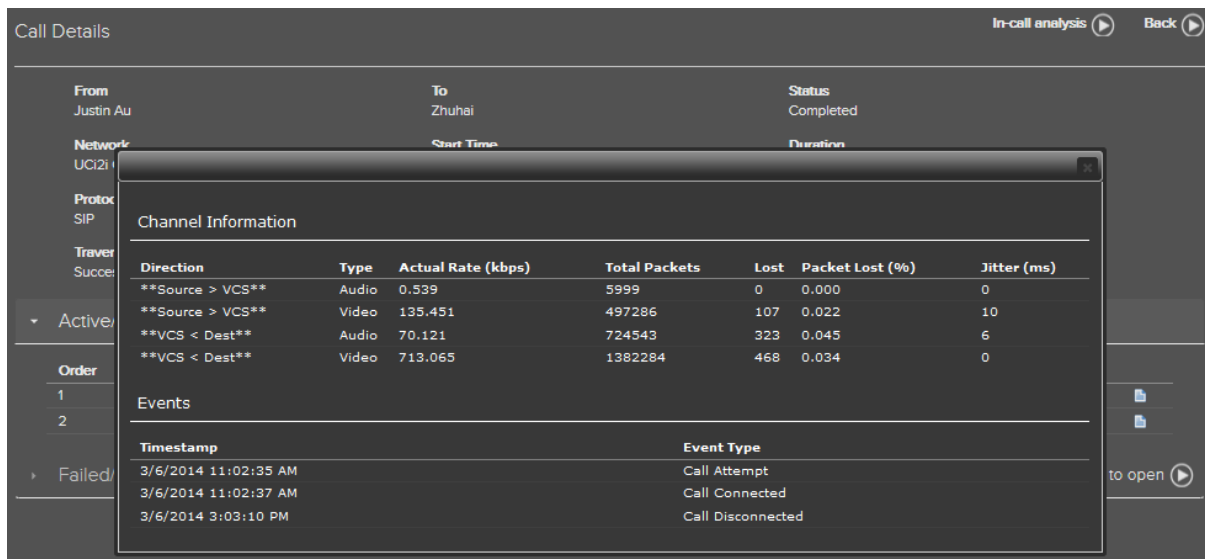 Call Details
In-call analysis
Back
From
To
Status
Justin Au
Zhuhai
Completed
Network
Start Time
Duration
UCi2i
SIP
Channel Information
Direction Type Actual Rate (kbps) Total Packets Lost Packet Lost (%) Jitter (ms)
**Source > VCS** Audio 0.539 5999 0 0.000 0
**Source > VCS** Video 135.451 497286 107 0.022 10
**VCS < Dest** Audio 70.121 724543 323 0.045 6
**VCS < Dest** Video 713.065 1382284 468 0.034 0
Active/
Order
1
2
Events
Timestamp Event Type
3/6/2014 11:02:35 AM Call Attempt
3/6/2014 11:02:37 AM Call Connected
3/6/2014 3:03:10 PM Call Disconnected
Failed/
to open